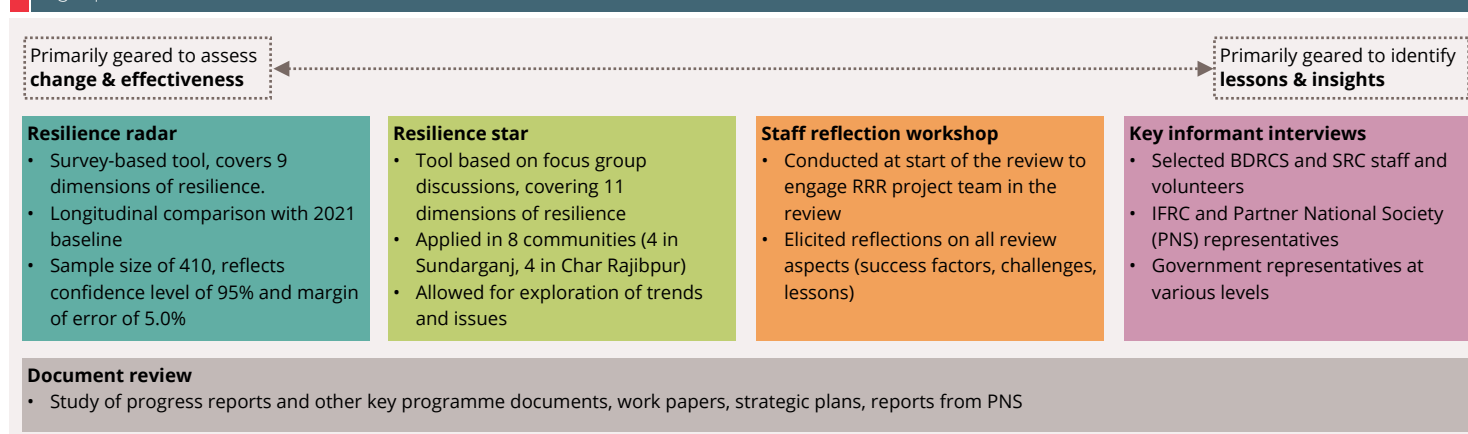 Primarily geared to assess
change & effectiveness
Primarily geared to identify
lessons & insights
Resilience radar
• Survey-based tool, covers 9
dimensions of resilience.
• Longitudinal comparison with 2021
baseline
• Sample size of 410, reflects
confidence level of 95% and margin
of error of 5.0%
Resilience star
• Tool based on focus group
discussions, covering 11
dimensions of resilience
• Applied in 8 communities (4 in
Sundarganj, 4 in Char Rajibpur)
• Allowed for exploration of trends
and issues
Staff reflection workshop
• Conducted at start of the review to
engage RRR project team in the
review
• Elicited reflections on all review
aspects (success factors, challenges,
lessons)
Key informant interviews
• Selected BDRCS and SRC staff and
volunteers
• IFRC and Partner National Society
(PNS) representatives
• Government representatives at
various levels
Document review
• Study of progress reports and other key programme documents, work papers, strategic plans, reports from PNS